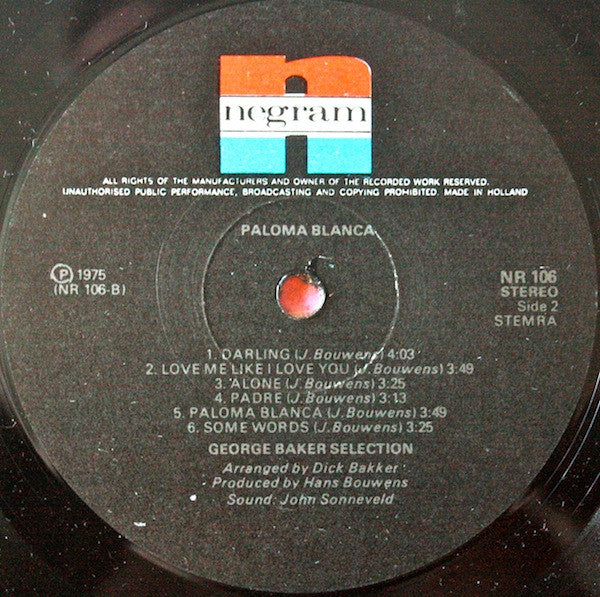 negram
ALL RIGHTS OF THE MANUFACTURERS AND OWNER OF THE RECORDED WORK RESERVED.
UNAUTHORISED PUBLIC PERFORMANCE, BROADCASTING AND COPYING PROHIBITED. MADE IN HOLLAND
PALOMA BLANCA
Ⓟ 1975
(NR 106-B)
NR 106
STEREO
Side 2
STEMRA
1. DARLING (J. Bouwens) 4:03
2. LOVE ME LIKE I LOVE YOU (J. Bouwens) 3:49
3. ALONE (J. Bouwens) 3:25
4. PADRE (J. Bouwens) 3:13
5. PALOMA BLANCA (J. Bouwens) 3:49
6. SOME WORDS (J. Bouwens) 3:25
GEORGE BAKER SELECTION
Arranged by Dick Bakker
Produced by Hans Bouwens
Sound: John Sonneveld